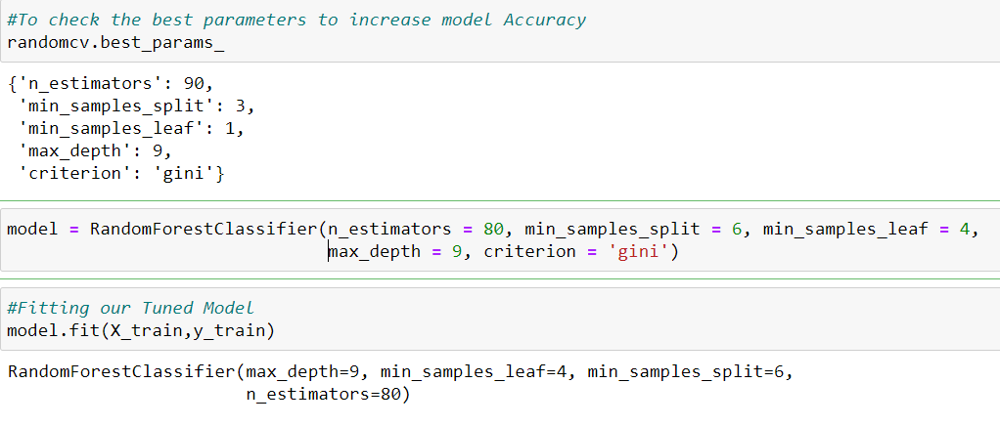 #To check the best parameters to increase model Accuracy
randomcv.best_params_
{'n_estimators': 90,
 'min_samples_split': 3,
 'min_samples_leaf': 1,
 'max_depth': 9,
 'criterion': 'gini'}
model = RandomForestClassifier(n_estimators = 80, min_samples_split = 6, min_samples_leaf = 4,
                               max_depth = 9, criterion = 'gini')
#Fitting our Tuned Model
model.fit(X_train,y_train)
RandomForestClassifier(max_depth=9, min_samples_leaf=4, min_samples_split=6,
                       n_estimators=80)